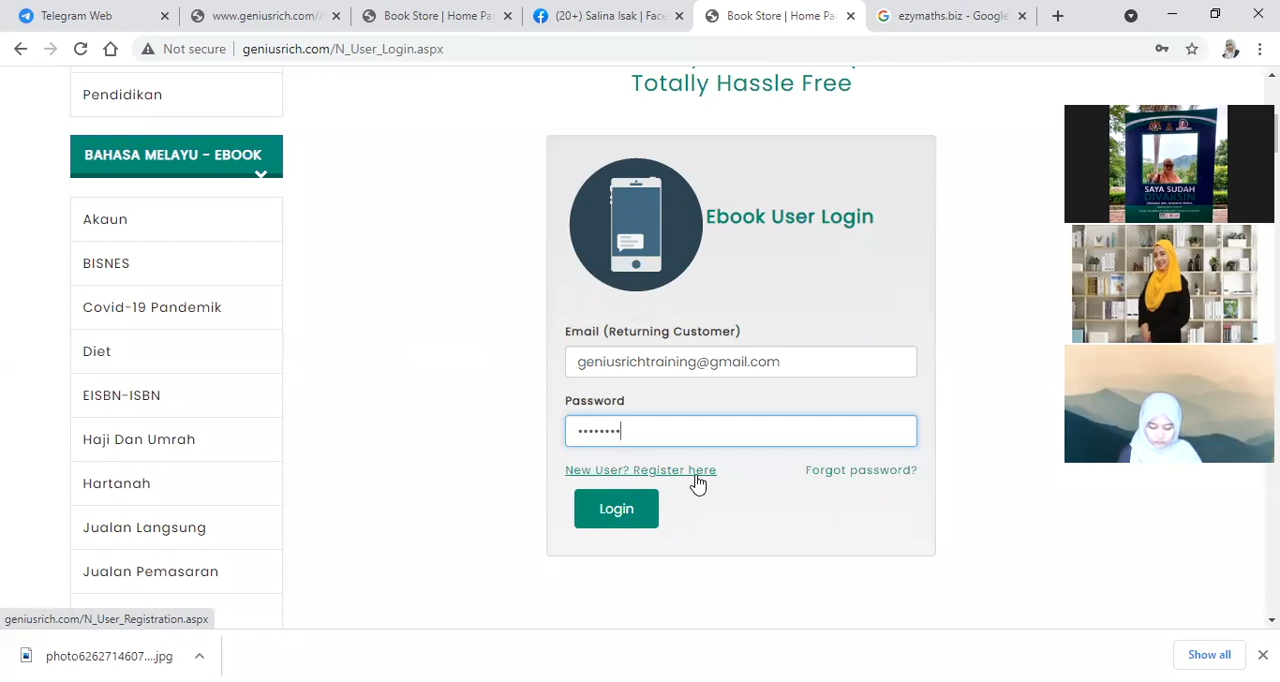 Telegram Web
www.geniusrich.com/
Book Store | Home Pa
(20+) Salina Isak | Face
Book Store | Home Pa
ezymaths.biz - Google
Not secure
geniusrich.com/N_User_Login.aspx
Totally Hassle Free
Pendidikan
BAHASA MELAYU - EBOOK
Akaun
BISNES
Covid-19 Pandemik
Diet
EISBN-ISBN
Haji Dan Umrah
Hartanah
Jualan Langsung
Jualan Pemasaran
Ebook User Login
Email (Returning Customer)
geniusrichtraining@gmail.com
Password
New User? Register here
Forgot password?
Login
SAYA SUDAH
DIVAKSIN
geniusrich.com/N_User_Registration.aspx
photo6262714607....jpg
Show all